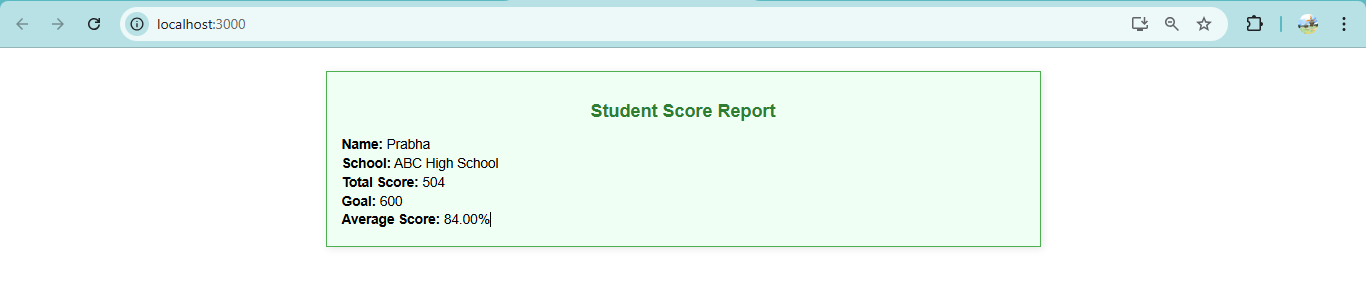 localhost:3000
Student Score Report
Name: Prabha
School: ABC High School
Total Score: 504
Goal: 600
Average Score: 84.00%